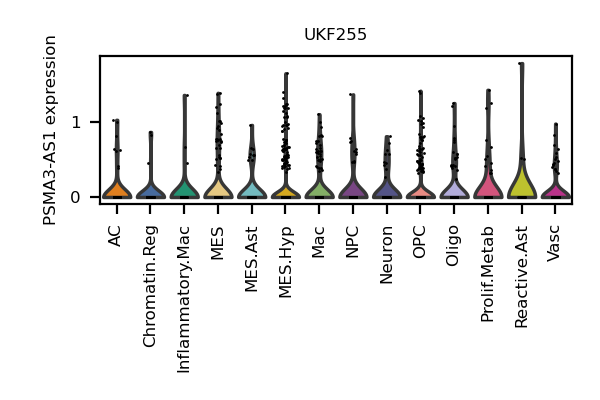 UKF255
PSMA3-AS1 expression
1
0
AC
Chromatin.Reg
Inflammatory.Mac
MES
MES.Ast
MES.Hyp
Mac
NPC
Neuron
OPC
Oligo
Prolif.Metab
Reactive.Ast
Vasc